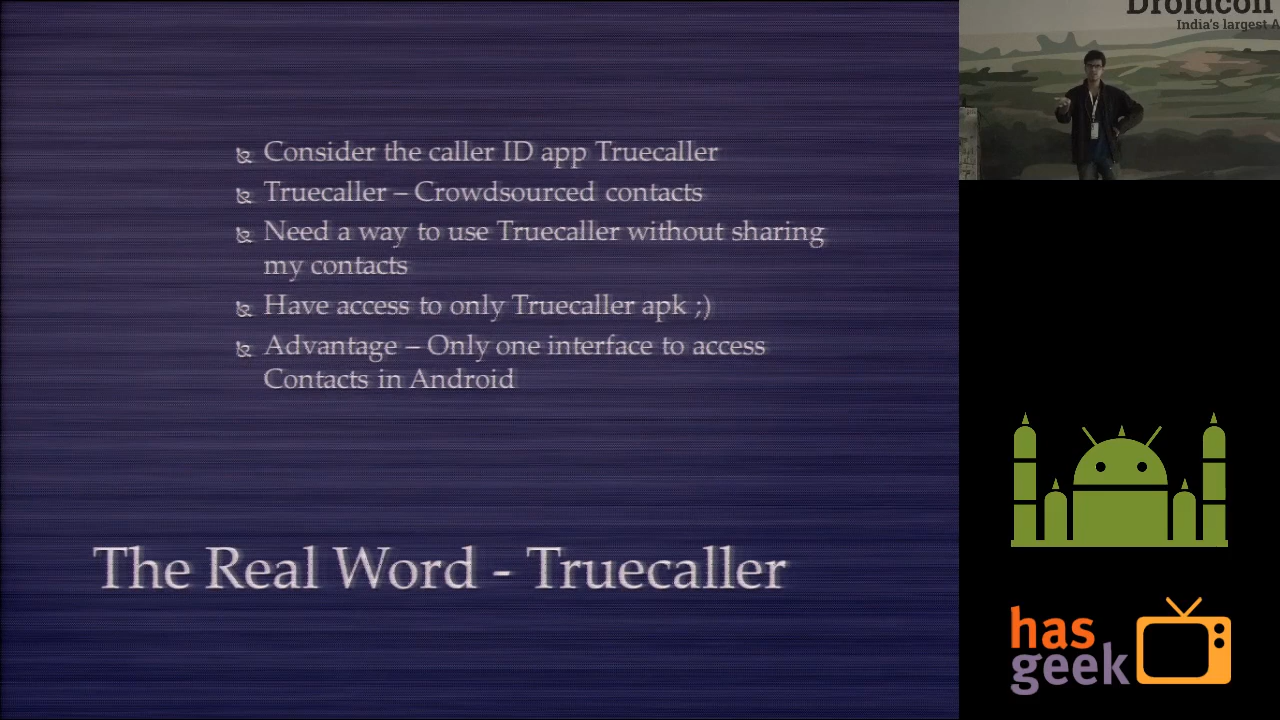 Consider the caller ID app Truecaller
Truecaller – Crowdsourced contacts
Need a way to use Truecaller without sharing
my contacts
Have access to only Truecaller apk ;)
Advantage – Only one interface to access
Contacts in Android
The Real Word - Truecaller
Droidcon
India's largest A
has
geek